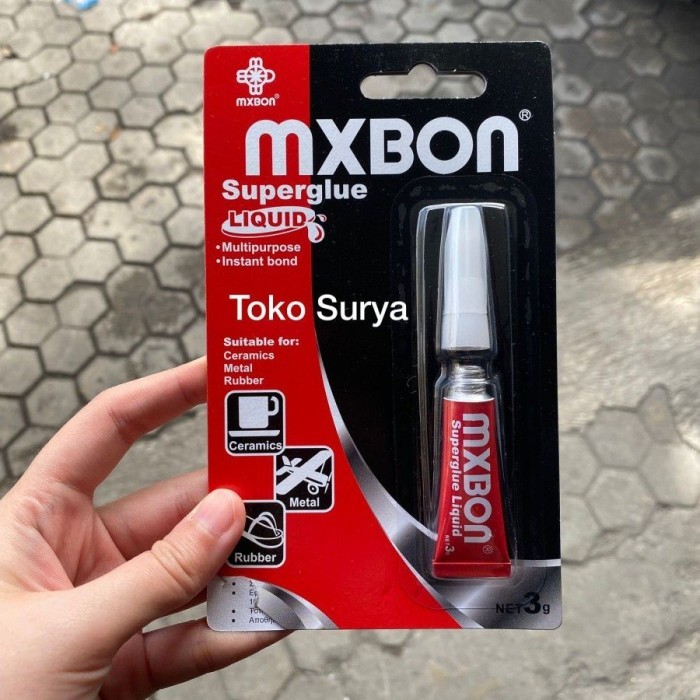 MXBON®
MXBON®
Superglue
LIQUID
•Multipurpose
•Instant bond
Toko Surya
Suitable for:
Ceramics
Metal
Rubber
Ceramics
Metal
Rubber
MXBON®
Superglue Liquid
NET 3g